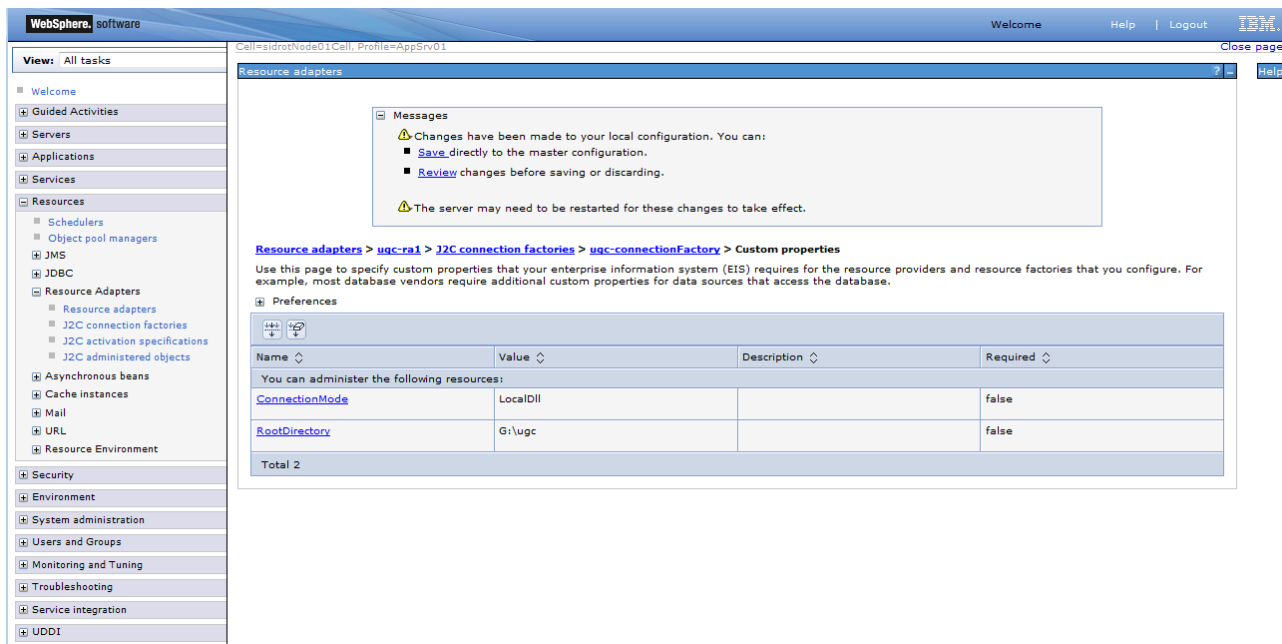 WebSphere. software
Welcome Help | Logout IBM.
Cell=sidrotNode01Cell, Profile=AppSrv01
Close page
View: All tasks
Resource adapters ? –
Help
Welcome
Guided Activities
Servers
Applications
Services
Resources
Schedulers
Object pool managers
JMS
JDBC
Resource Adapters
Resource adapters
J2C connection factories
J2C activation specifications
J2C administered objects
Asynchronous beans
Cache instances
Mail
URL
Resource Environment
Security
Environment
System administration
Users and Groups
Monitoring and Tuning
Troubleshooting
Service integration
UDDI
Messages
Changes have been made to your local configuration. You can:
Save directly to the master configuration.
Review changes before saving or discarding.
The server may need to be restarted for these changes to take effect.
Resource adapters > ugc-ra1 > J2C connection factories > ugc-connectionFactory > Custom properties
Use this page to specify custom properties that your enterprise information system (EIS) requires for the resource providers and resource factories that you configure. For
example, most database vendors require additional custom properties for data sources that access the database.
Preferences
Name Value Description Required
You can administer the following resources:
ConnectionMode LocalDll false
RootDirectory G:\ugc false
Total 2